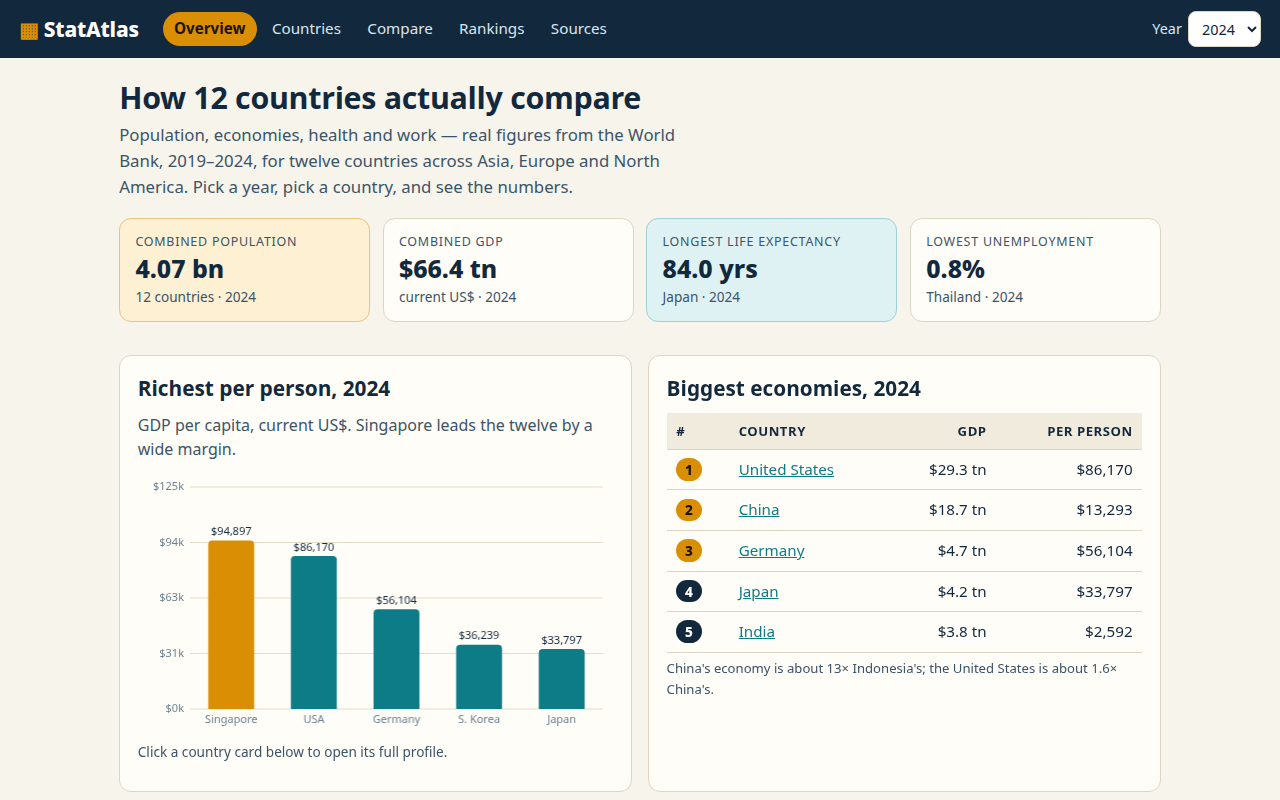 StatAtlas Overview Countries Compare Rankings Sources Year 2024
How 12 countries actually compare
Population, economies, health and work — real figures from the World
Bank, 2019–2024, for twelve countries across Asia, Europe and North
America. Pick a year, pick a country, and see the numbers.
COMBINED POPULATION
4.07 bn
12 countries · 2024
COMBINED GDP
$66.4 tn
current US$ · 2024
LONGEST LIFE EXPECTANCY
84.0 yrs
Japan · 2024
LOWEST UNEMPLOYMENT
0.8%
Thailand · 2024
Richest per person, 2024
GDP per capita, current US$. Singapore leads the twelve by a
wide margin.
$125k
$94k
$63k
$31k
$0k
$94,897
$86,170
$56,104
$36,239
$33,797
Singapore USA Germany S. Korea Japan
Click a country card below to open its full profile.
Biggest economies, 2024
# COUNTRY GDP PER PERSON
1 United States $29.3 tn $86,170
2 China $18.7 tn $13,293
3 Germany $4.7 tn $56,104
4 Japan $4.2 tn $33,797
5 India $3.8 tn $2,592
China's economy is about 13× Indonesia's; the United States is about 1.6×
China's.